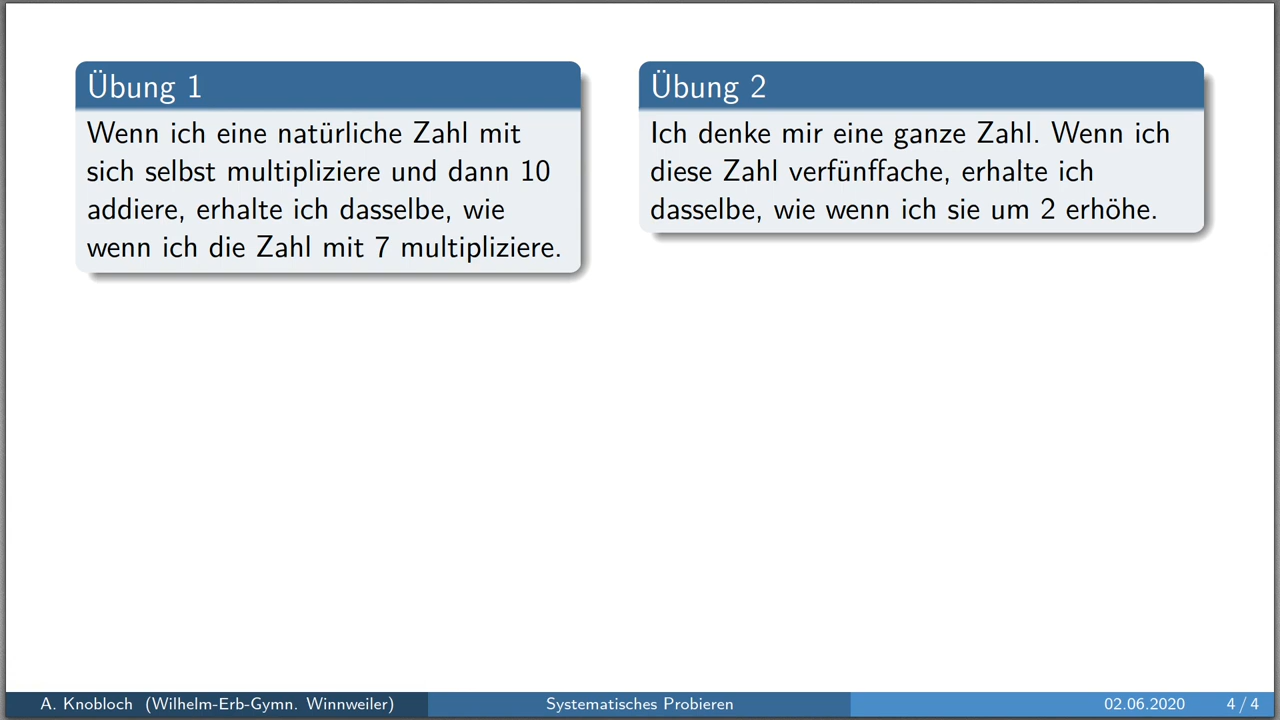 Übung 1
Wenn ich eine natürliche Zahl mit
sich selbst multipliziere und dann 10
addiere, erhalte ich dasselbe, wie
wenn ich die Zahl mit 7 multipliziere.
Übung 2
Ich denke mir eine ganze Zahl. Wenn ich
diese Zahl verfünffache, erhalte ich
dasselbe, wie wenn ich sie um 2 erhöhe.
A. Knobloch (Wilhelm-Erb-Gymn. Winnweiler) Systematisches Probieren 02.06.2020 4 / 4